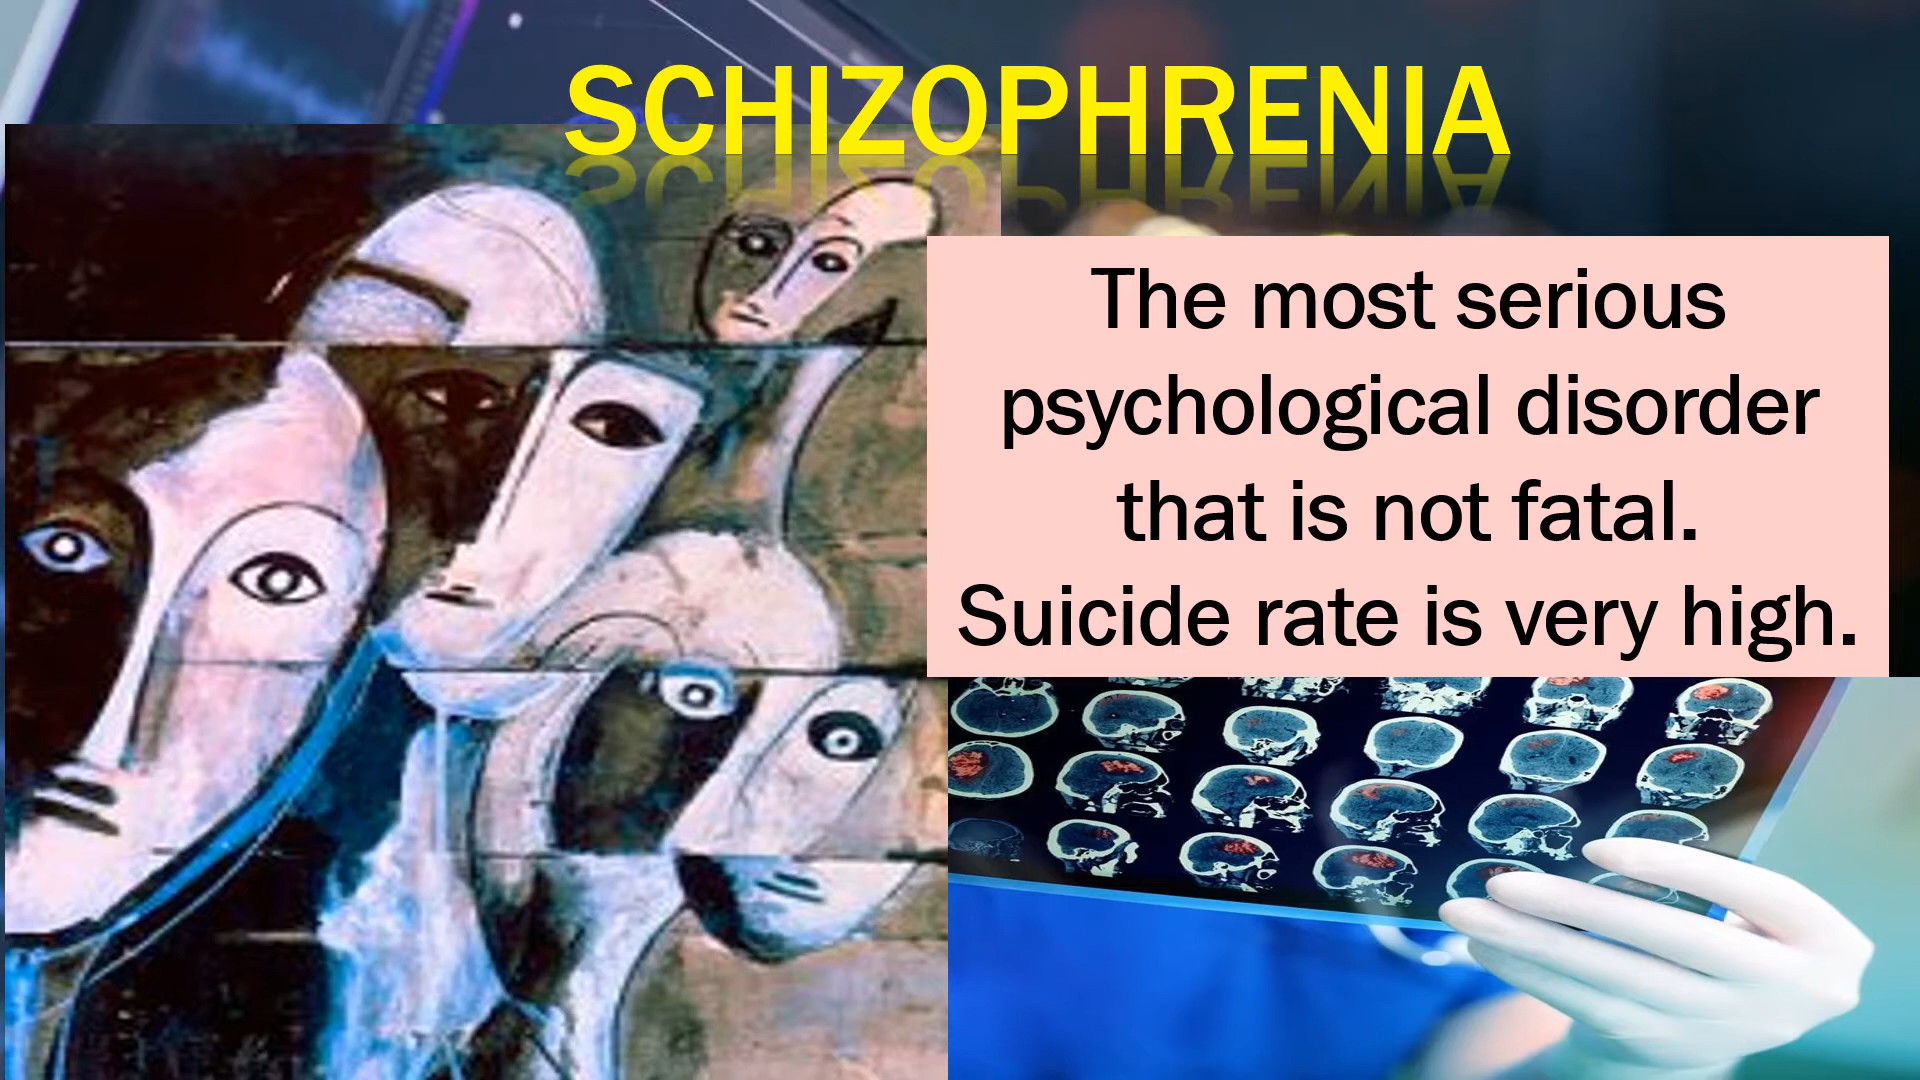 SCHIZOPHRENIA
The most serious
psychological disorder
that is not fatal.
Suicide rate is very high.